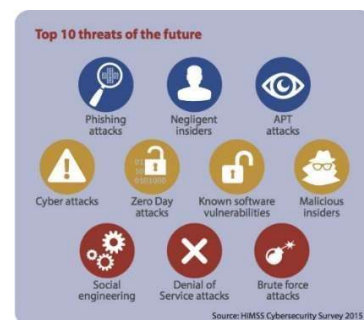 Top 10 threats of the future
Phishing attacks
Negligent insiders
APT attacks
Cyber attacks
Zero Day attacks
Known software vulnerabilities
Malicious insiders
Social engineering
Denial of Service attacks
Brute force attacks
Source: HIMSS Cybersecurity Survey 2015